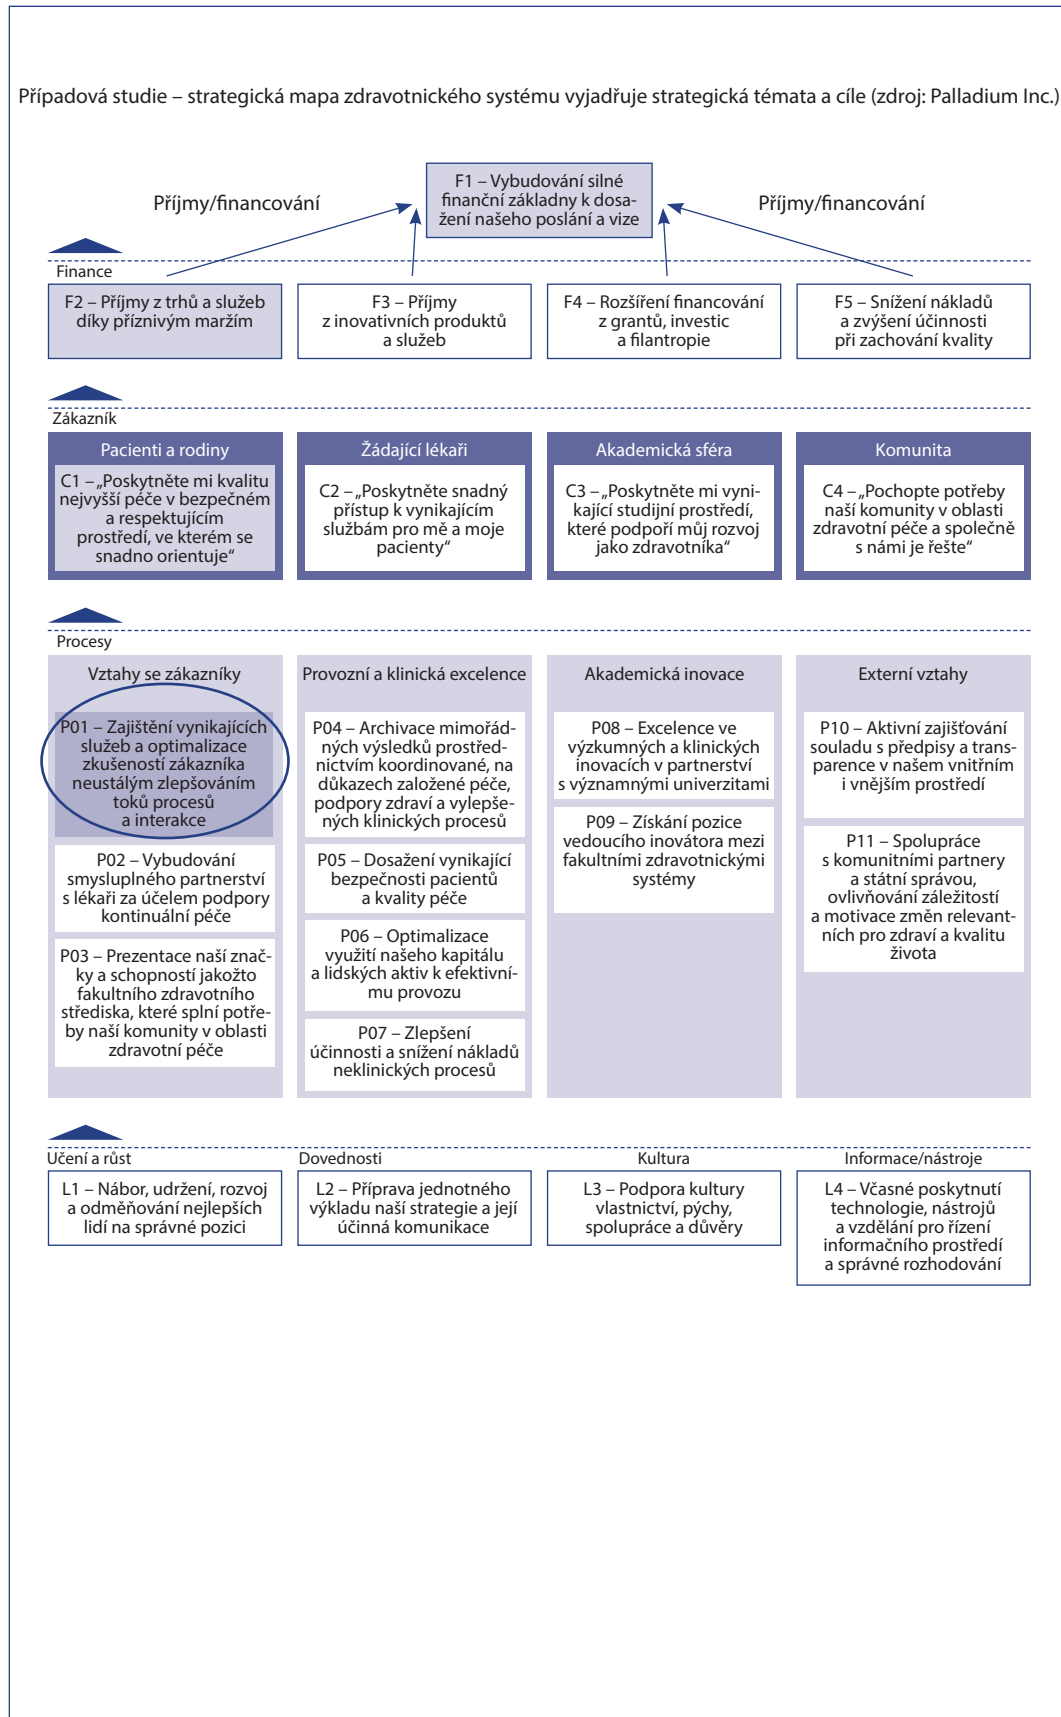 Případová studie – strategická mapa zdravotnického systému vyjadřuje strategická témata a cíle (zdroj: Palladium Inc.)
F1 – Vybudování silné
finanční základny k dosa-
žení našeho poslání a vize
Příjmy/financování
Příjmy/financování
Finance
F2 – Příjmy z trhů a služeb
díky příznivým maržím
F3 – Příjmy
z inovativních produktů
a služeb
F4 – Rozšíření financování
z grantů, investic
a filantropie
F5 – Snížení nákladů
a zvýšení účinnosti
při zachování kvality
Zákazník
Pacienti a rodiny
C1 – „Poskytněte mi kvalitu
nejvyšší péče v bezpečném
a respektujícím
prostředí, ve kterém se
snadno orientuje“
Žádající lékaři
C2 – „Poskytněte snadný
přístup k vynikajícím
službám pro mě a moje
pacienty“
Akademická sféra
C3 – „Poskytněte mi vyni-
kající studijní prostředí,
které podpoří můj rozvoj
jako zdravotníka“
Komunita
C4 – „Pochopte potřeby
naší komunity v oblasti
zdravotní péče a společně
s námi je řešte“
Procesy
Vztahy se zákazníky
P01 – Zajištění vynikajících
služeb a optimalizace
zkušeností zákazníka
neustálým zlepšováním
toků procesů
a interakce
P02 – Vybudování
smysluplného partnerství
s lékaři za účelem podpory
kontinuální péče
P03 – Prezentace naší znač-
ky a schopností jakožto
fakultního zdravotního
střediska, které splní potře-
by naší komunity v oblasti
zdravotní péče
Provozní a klinická excelence
P04 – Archivace mimořád-
ných výsledků prostřed-
nictvím koordinované, na
důkazech založené péče,
podpory zdraví a vylepše-
ných klinických procesů
P05 – Dosažení vynikající
bezpečnosti pacientů
a kvality péče
P06 – Optimalizace
využití našeho kapitálu
a lidských aktiv k efektivní-
mu provozu
P07 – Zlepšení
účinnosti a snížení nákladů
neklinických procesů
Akademická inovace
P08 – Excelence ve
výzkumných a klinických
inovacích v partnerství
s významnými univerzitami
P09 – Získání pozice
vedoucího inovátora mezi
fakultními zdravotnickými
systémy
Externí vztahy
P10 – Aktivní zajišťování
souladu s předpisy a trans-
parence v našem vnitřním
i vnějším prostředí
P11 – Spolupráce
s komunitními partnery
a státní správou,
ovlivňování záležitostí
a motivace změn relevant-
ních pro zdraví a kvalitu
života
Učení a růst
L1 – Nábor, udržení, rozvoj
a odměňování nejlepších
lidí na správné pozici
Dovednosti
L2 – Příprava jednotného
výkladu naší strategie a její
účinná komunikace
Kultura
L3 – Podpora kultury
vlastnictví, pýchy,
spolupráce a důvěry
Informace/nástroje
L4 – Včasné poskytnutí
technologie, nástrojů
a vzdělání pro řízení
informačního prostředí
a správné rozhodování